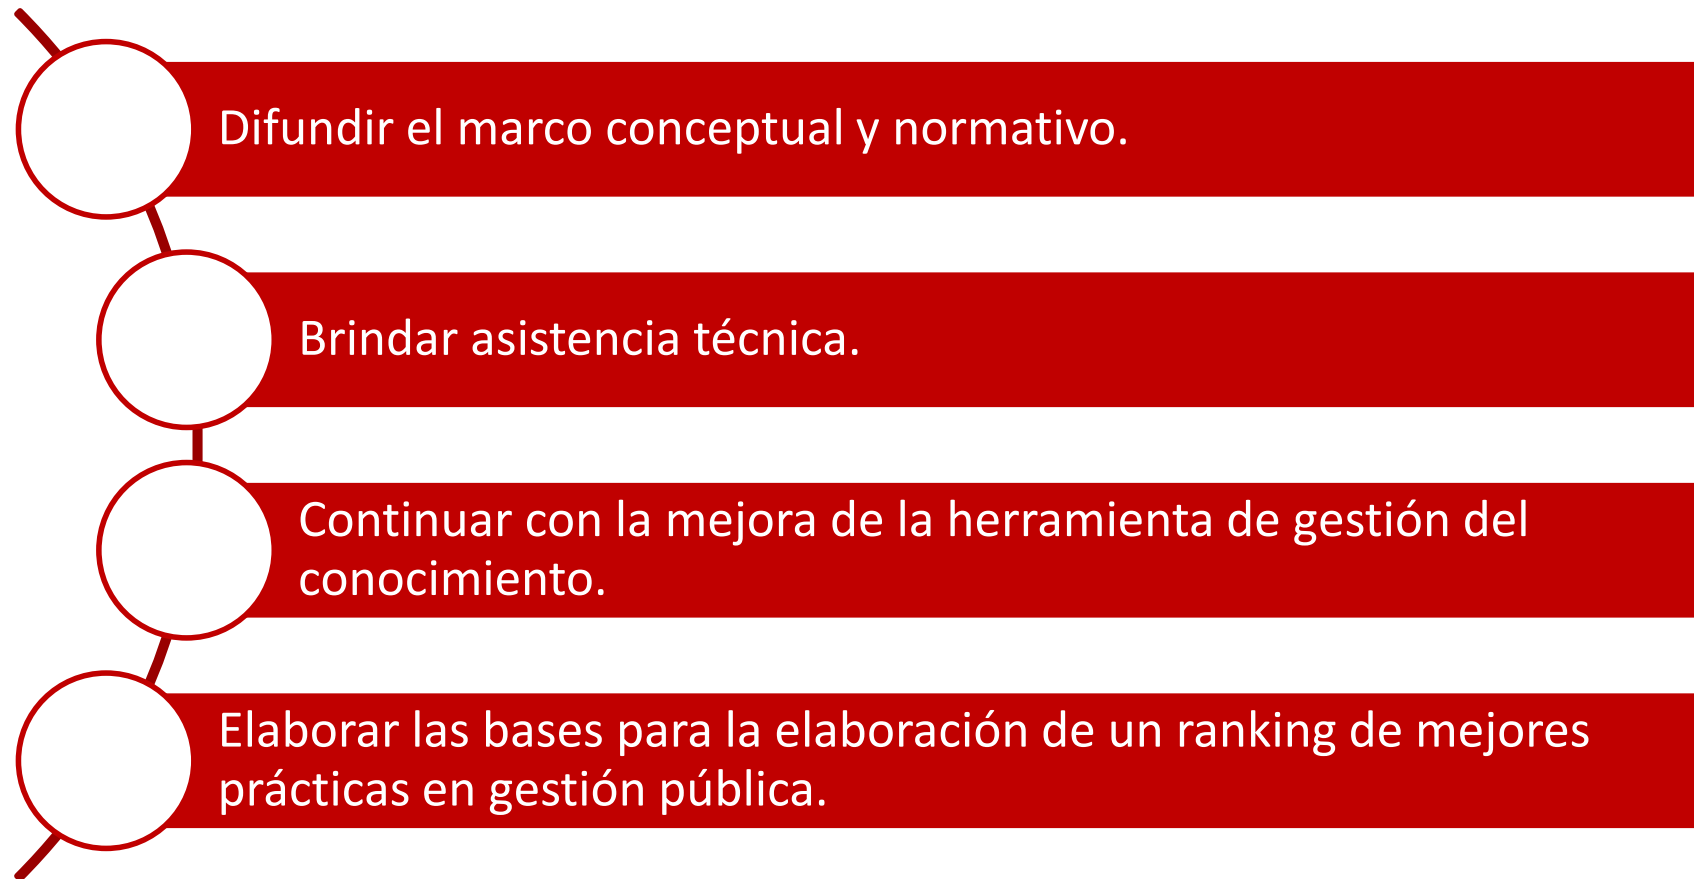 Difundir el marco conceptual y normativo.
Brindar asistencia técnica.
Continuar con la mejora de la herramienta de gestión del
conocimiento.
Elaborar las bases para la elaboración de un ranking de mejores
prácticas en gestión pública.